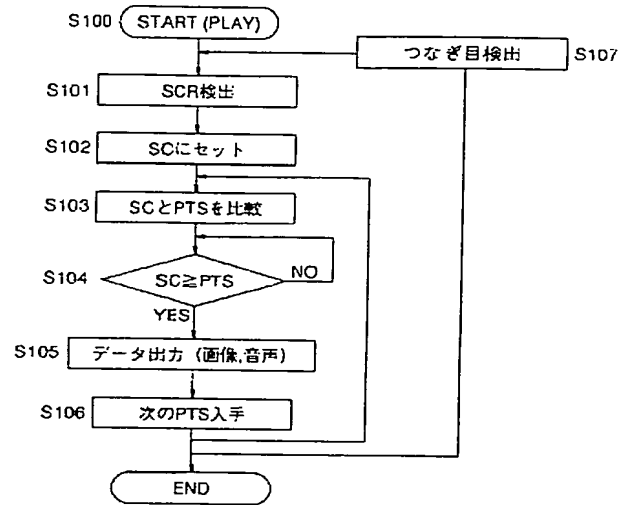 S100 START (PLAY)
つなぎ目検出 S107
S101 SCR検出
S102 SCにセット
S103 SCとPTSを比較
S104 SC≧PTS NO
YES
S105 データ出力 (画像,音声)
S106 次のPTS入手
END